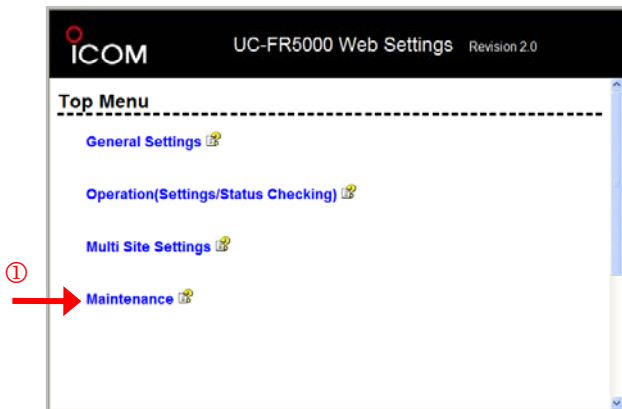 ICOM UC-FR5000 Web Settings Revision 2.0
Top Menu
General Settings
Operation(Settings/Status Checking)
Multi Site Settings
①
Maintenance